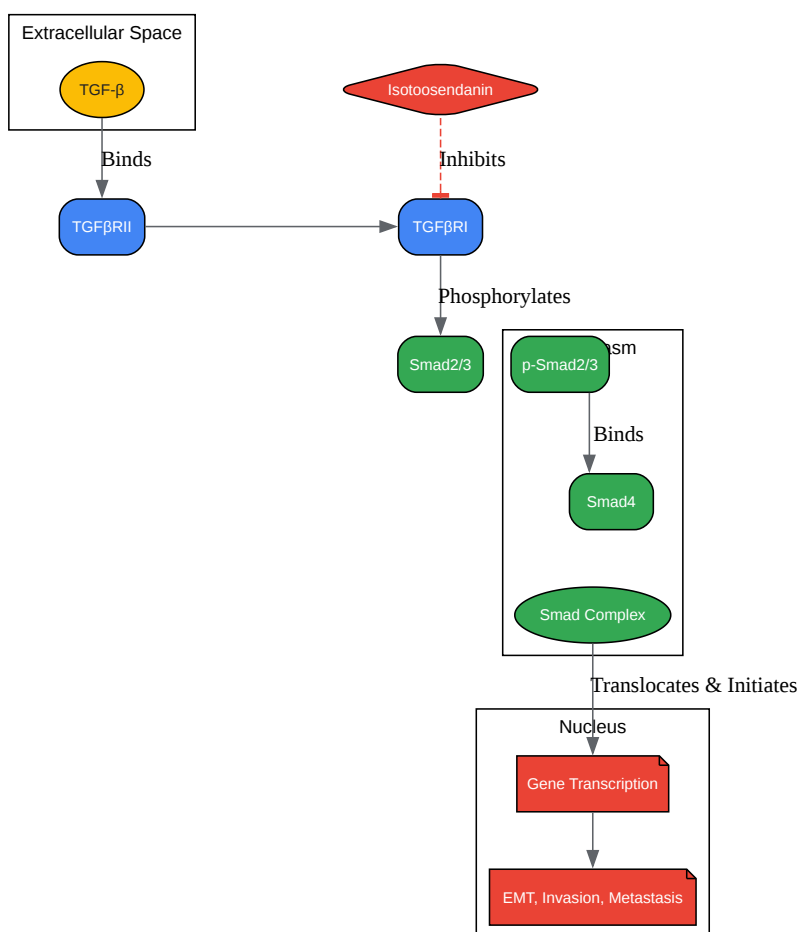 Extracellular Space
TGF-β
Isotoosendanin
Binds
Inhibits
TGFβRII
TGFβRI
Phosphorylates
Smad2/3
p-Smad2/3
Binds
Smad4
Smad Complex
Translocates & Initiates
Nucleus
Gene Transcription
EMT, Invasion, Metastasis